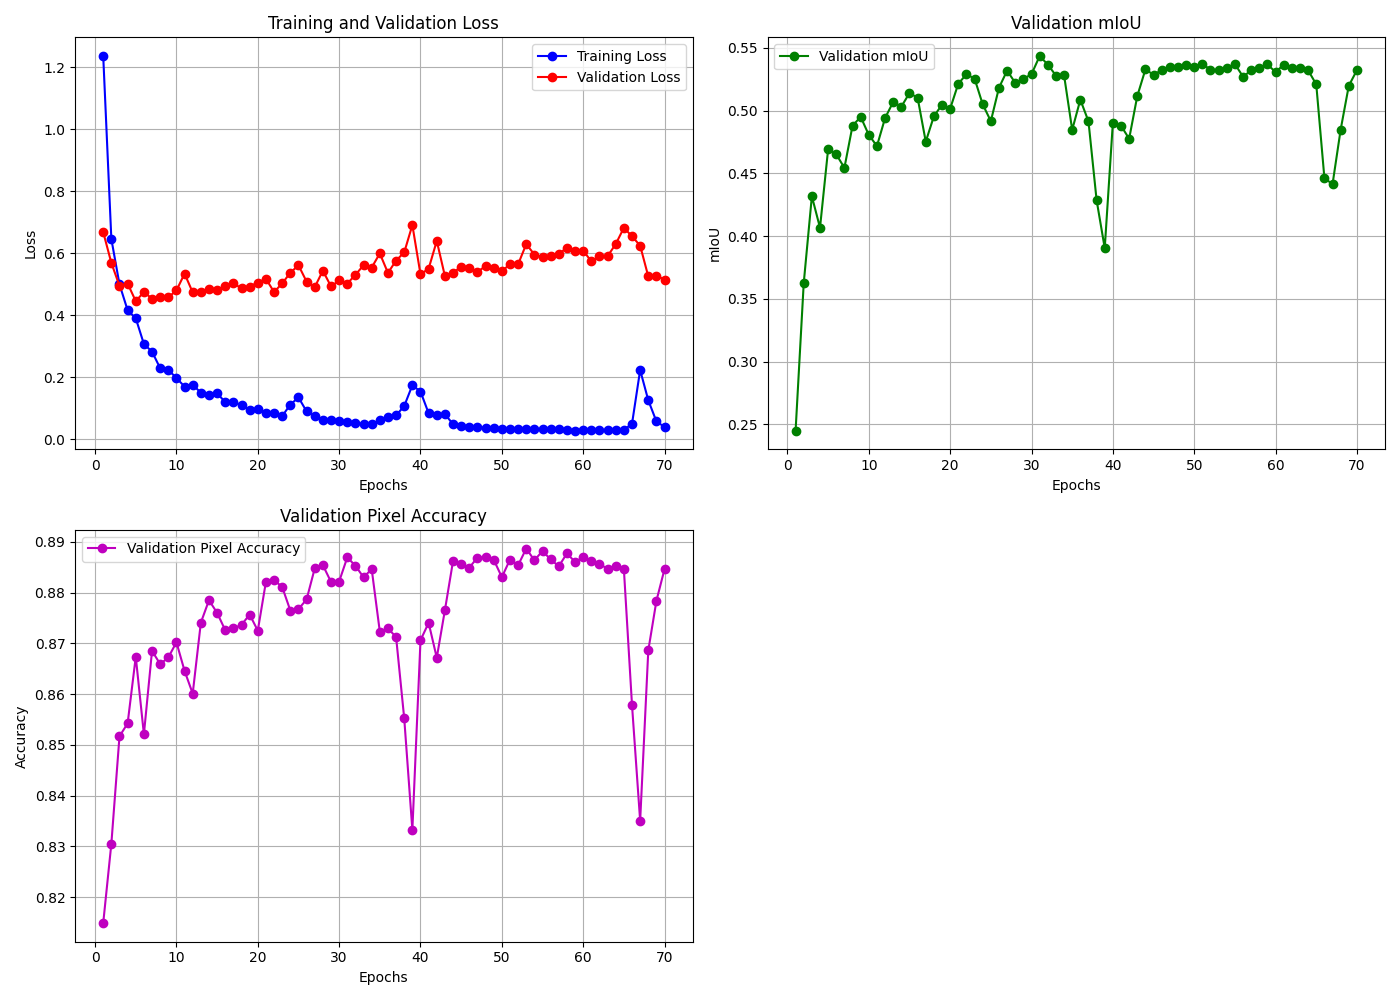 Training and Validation Loss
Training Loss
Validation Loss
1.2
1.0
0.8
0.6
0.4
0.2
0.0
Loss
0 10 20 30 40 50 60 70
Epochs
Validation mIoU
Validation mIoU
0.55
0.50
0.45
0.40
0.35
0.30
0.25
mIoU
0 10 20 30 40 50 60 70
Epochs
Validation Pixel Accuracy
Validation Pixel Accuracy
0.89
0.88
0.87
0.86
0.85
0.84
0.83
0.82
Accuracy
0 10 20 30 40 50 60 70
Epochs